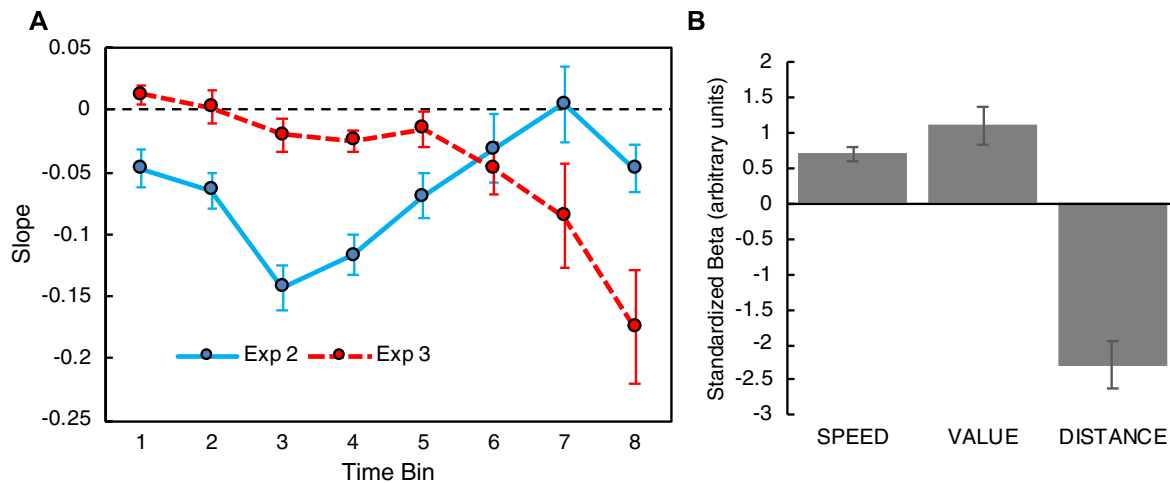 A
0.05
0
-0.05
-0.1
-0.15
-0.2
-0.25
Slope
Exp 2 Exp 3
1 2 3 4 5 6 7 8
Time Bin
B
2
1.5
1
0.5
0
-0.5
-1
-1.5
-2
-2.5
-3
Standardized Beta (arbitrary units)
SPEED VALUE DISTANCE